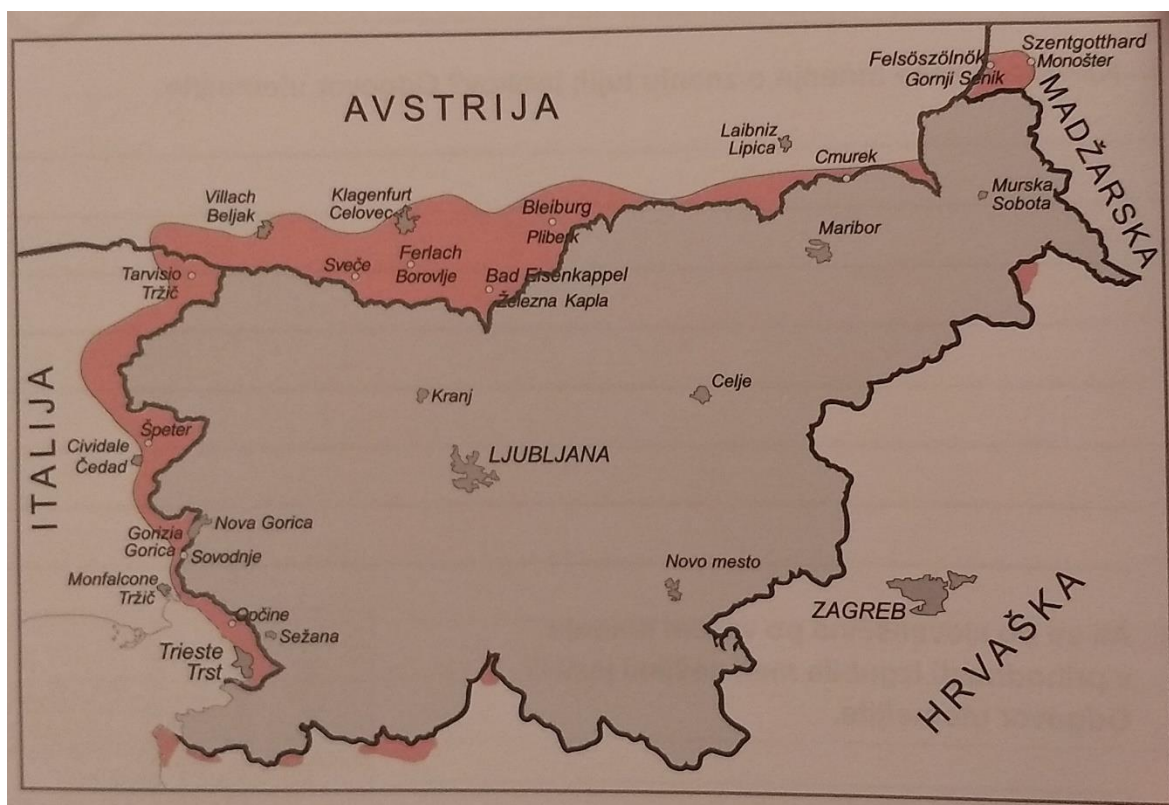 AVSTRIJA
Felsöszölnök
Gornji Senik
Szentgotthard
Monošter
MADŽARSKA
Laibniz
Lipica
Cmurek
Murska
Sobota
Maribor
Villach
Beljak
Klagenfurt
Celovec
Bleiburg
Pliberk
Tarvisio
Tržič
Sveče
Ferlach
Borovlje
Bad Eisenkappel
Železna Kapla
ITALIJA
Kranj
Celje
Špeter
Cividale
Čedad
LJUBLJANA
Nova Gorica
Gorizia
Gorica
Sovodnje
Monfalcone
Tržič
Novo mesto
ZAGREB
HRVAŠKA
Opčine
Sežana
Trieste
Trst